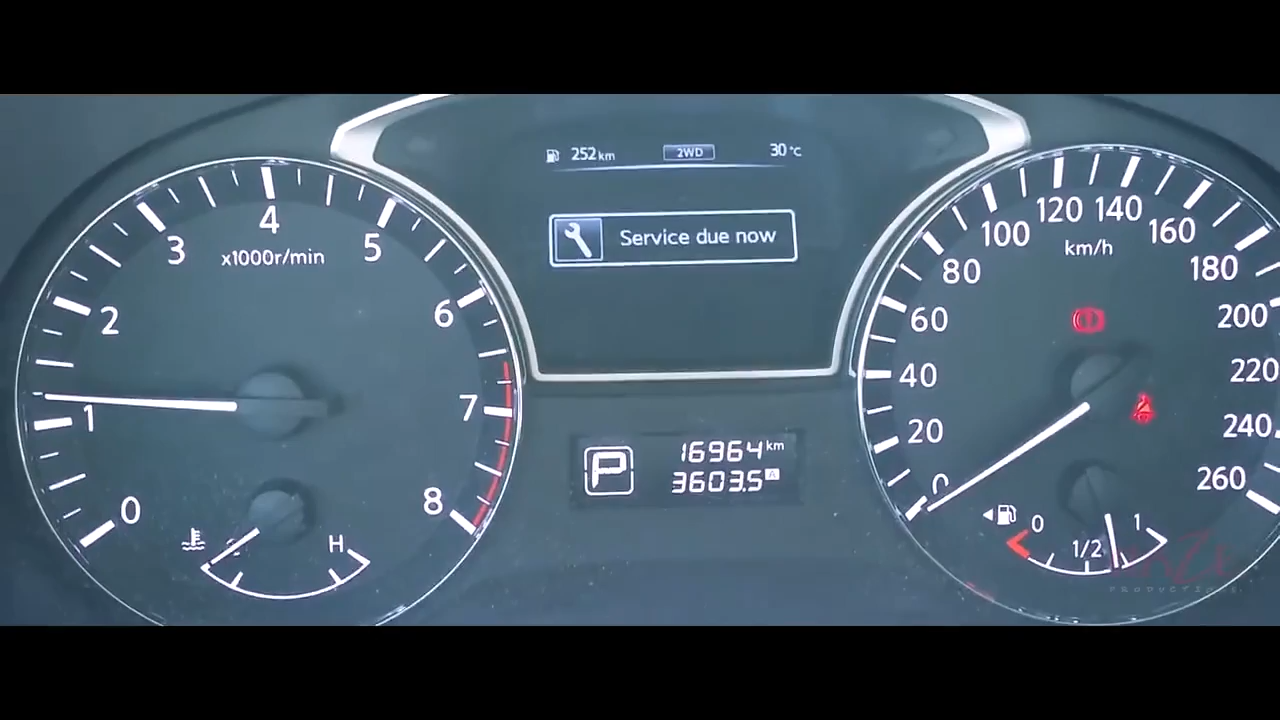 252 km 2WD 30 °C
Service due now
0
1
2
3
4
5
6
7
8
x1000r/min
H
P
16964 km
3603.5 A
0
20
40
60
80
100
120
140
160
180
200
220
240
260
km/h
0
1/2
1
PRODUCTIONS